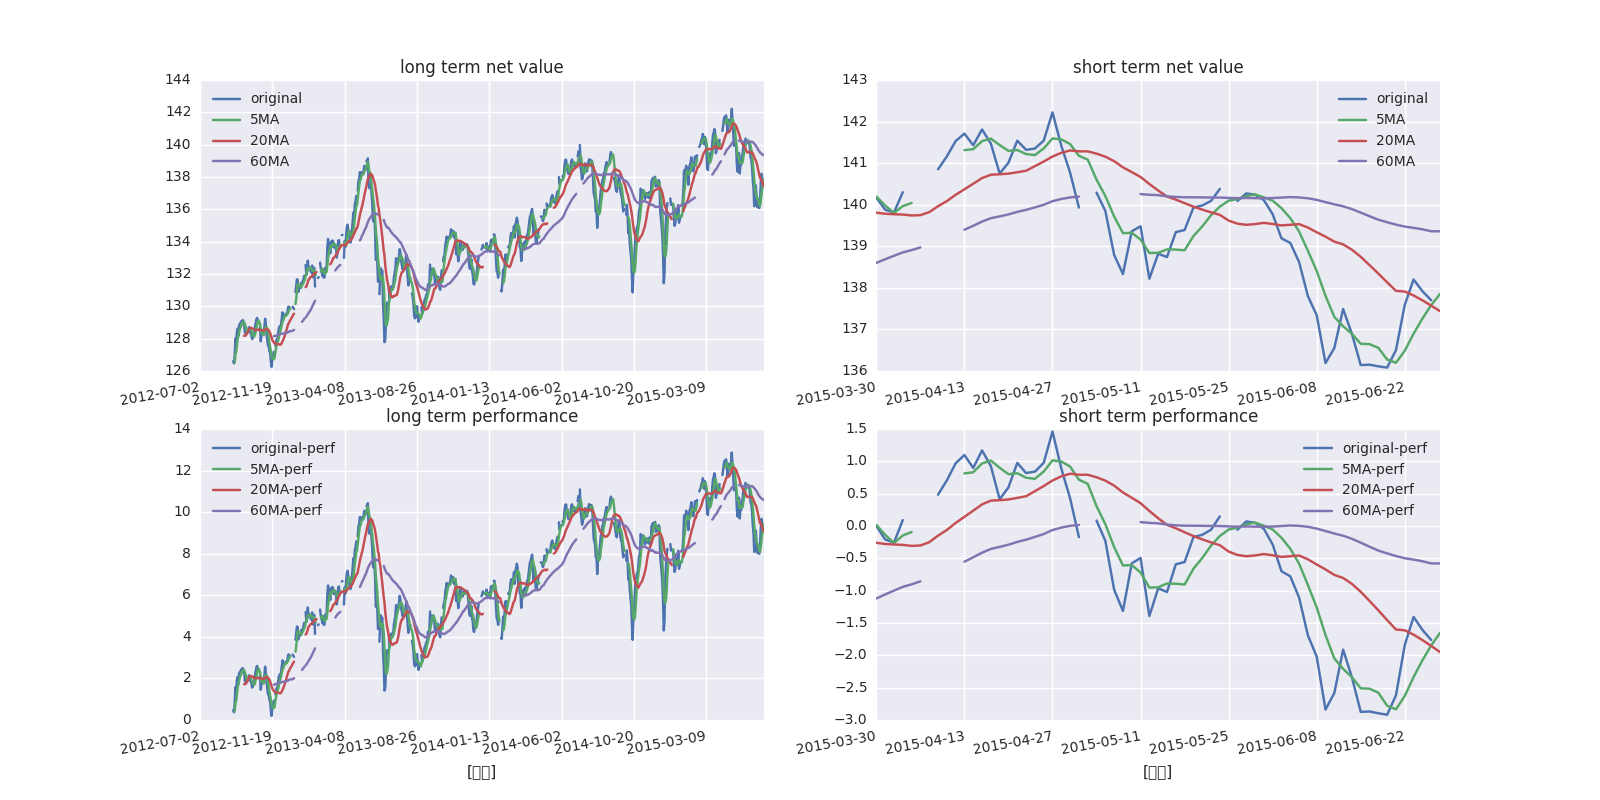 long term net value
144
142
140
138
136
134
132
130
128
126
original
5MA
20MA
60MA
2012-07-02 2012-11-19 2013-04-08 2013-08-26 2014-01-13 2014-06-02 2014-10-20 2015-03-09
short term net value
143
142
141
140
139
138
137
136
original
5MA
20MA
60MA
2015-03-30 2015-04-13 2015-04-27 2015-05-11 2015-05-25 2015-06-08 2015-06-22
long term performance
14
12
10
8
6
4
2
0
original-perf
5MA-perf
20MA-perf
60MA-perf
2012-07-02 2012-11-19 2013-04-08 2013-08-26 2014-01-13 2014-06-02 2014-10-20 2015-03-09
[▯▯]
short term performance
1.5
1.0
0.5
0.0
−0.5
−1.0
−1.5
−2.0
−2.5
−3.0
original-perf
5MA-perf
20MA-perf
60MA-perf
2015-03-30 2015-04-13 2015-04-27 2015-05-11 2015-05-25 2015-06-08 2015-06-22
[▯▯]